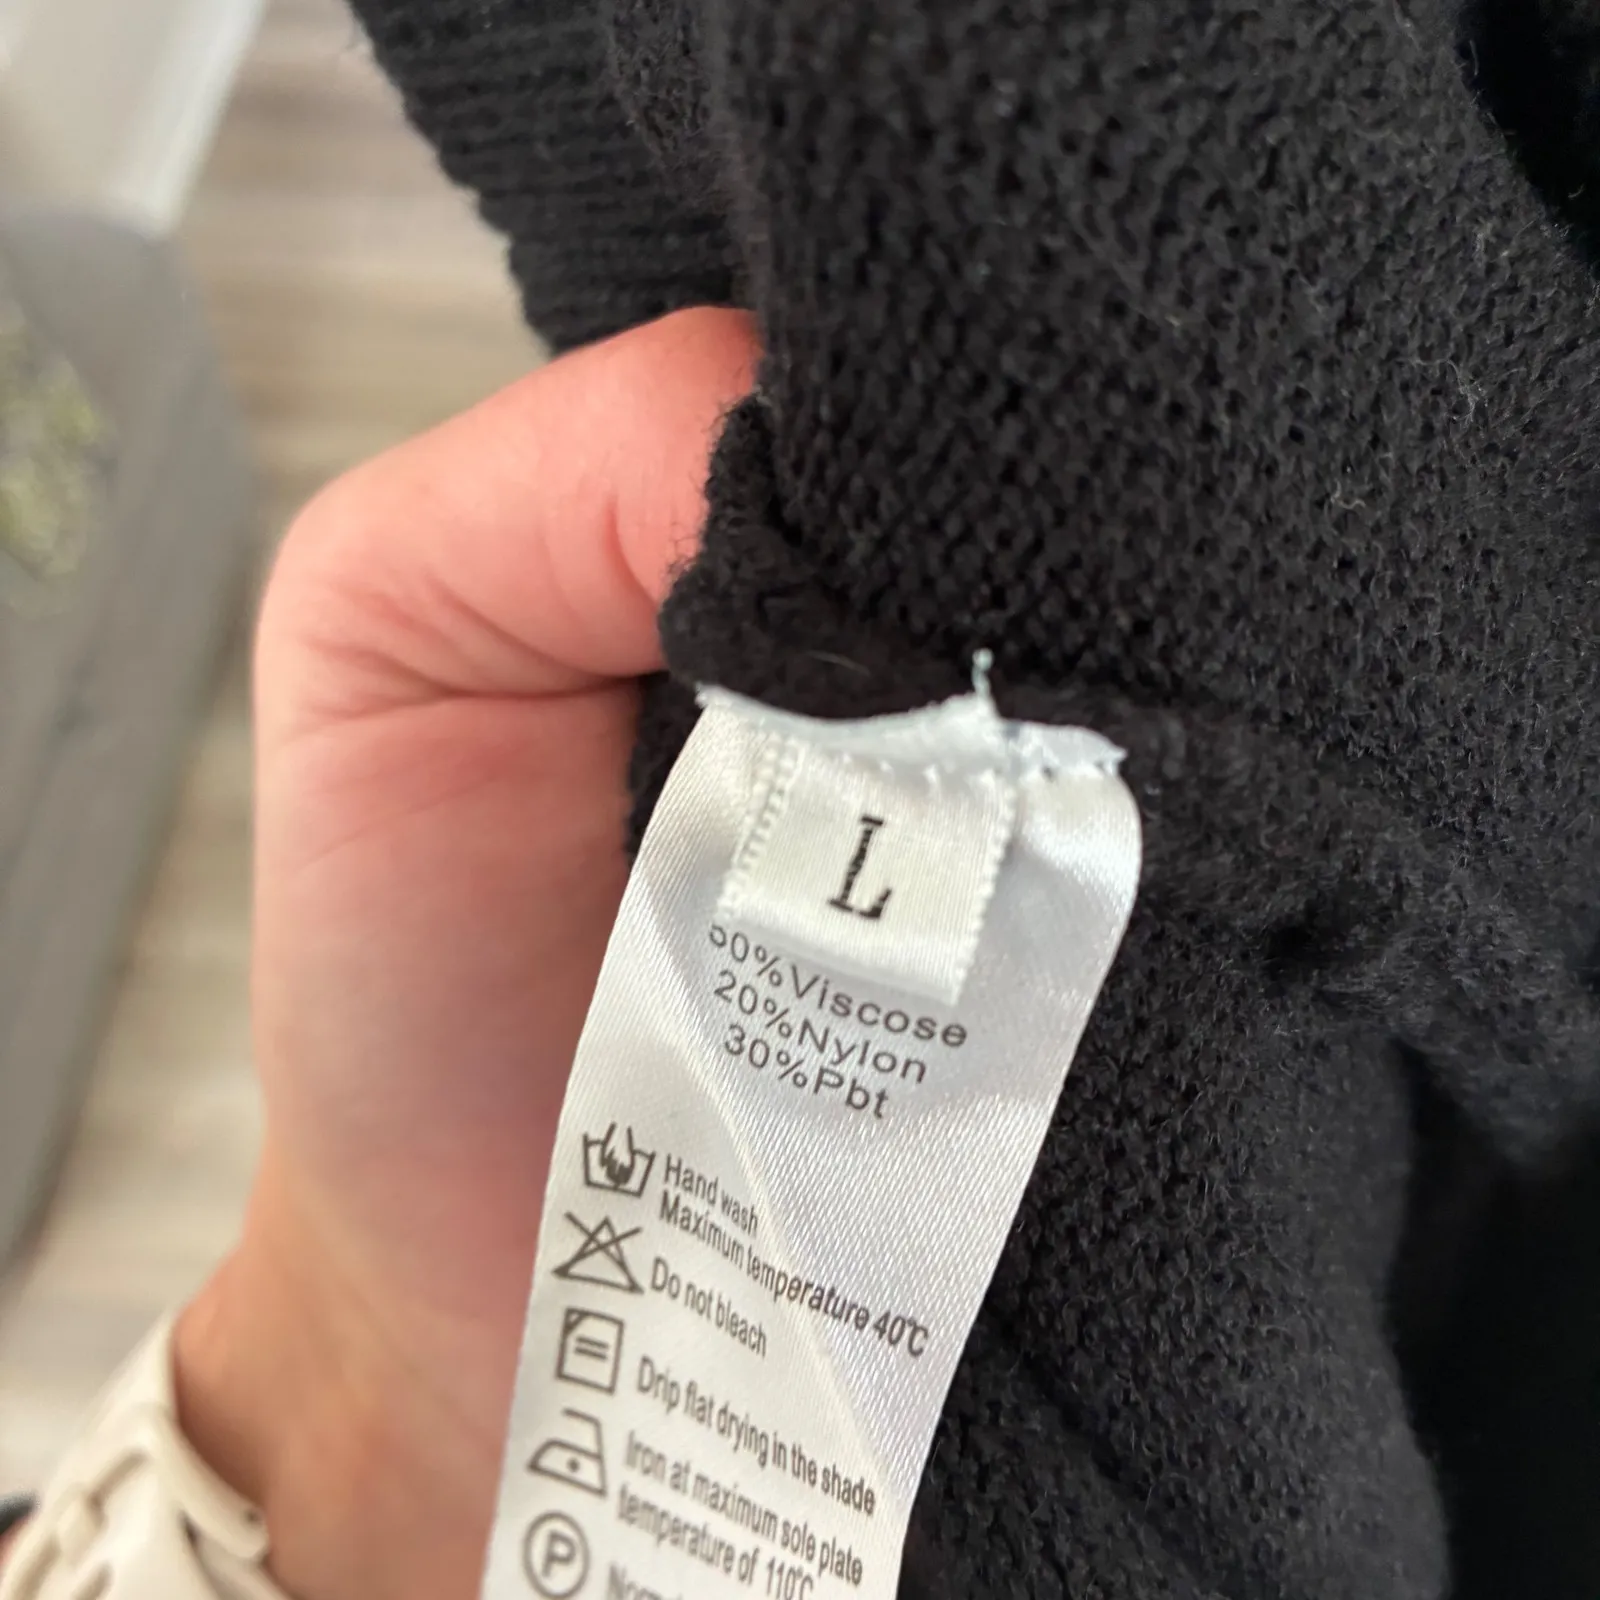 L
50%Viscose
20%Nylon
30%Pbt
Hand wash
Maximum temperature 40℃
Do not bleach
Drip flat drying in the shade
Iron at maximum sole plate
temperature of 110℃
P